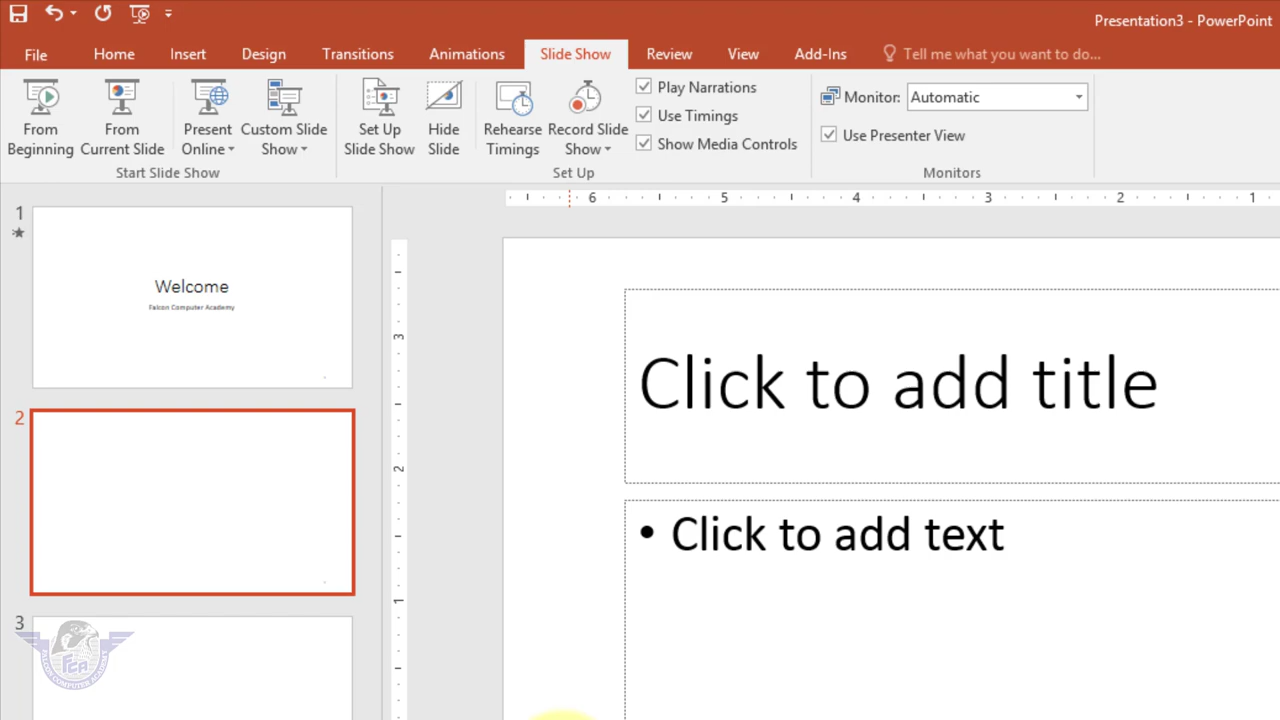 Presentation3 - PowerPoint
File Home Insert Design Transitions Animations Slide Show Review View Add-Ins Tell me what you want to do...
From Beginning
From Current Slide
Present Online
Custom Slide Show
Set Up Slide Show
Hide Slide
Rehearse Timings
Record Slide Show
Play Narrations
Use Timings
Show Media Controls
Monitor: Automatic
Use Presenter View
Start Slide Show
Set Up
Monitors
6 5 4 3 2 1
3
2
1
1
Welcome
Falcon Computer Academy
2
3
Click to add title
• Click to add text
FCA
FALCON COMPUTER ACADEMY